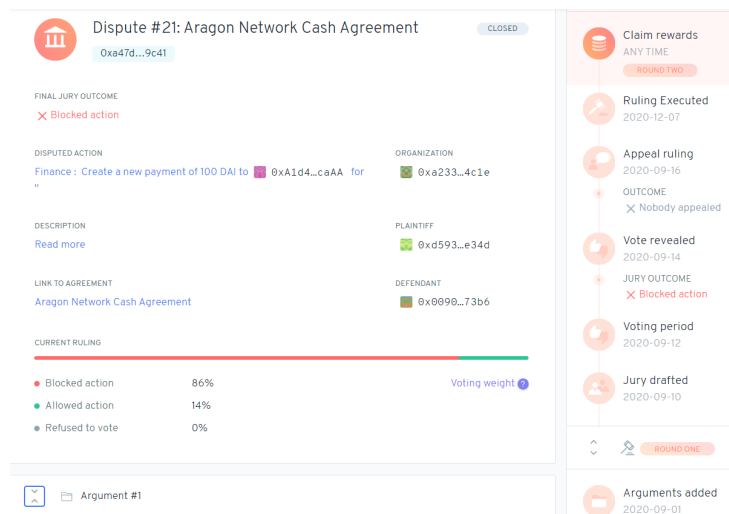 Dispute #21: Aragon Network Cash Agreement
CLOSED
0xa47d...9c41
FINAL JURY OUTCOME
Blocked action
DISPUTED ACTION
Finance : Create a new payment of 100 DAI to 0xA1d4…caAA for
"
ORGANIZATION
0xa233…4c1e
DESCRIPTION
Read more
PLAINTIFF
0xd593…e34d
LINK TO AGREEMENT
Aragon Network Cash Agreement
DEFENDANT
0x0090…73b6
CURRENT RULING
Blocked action 86% Voting weight ?
Allowed action 14%
Refused to vote 0%
Argument #1
Claim rewards
ANY TIME
ROUND TWO
Ruling Executed
2020-12-07
Appeal ruling
2020-09-16
OUTCOME
Nobody appealed
Vote revealed
2020-09-14
JURY OUTCOME
Blocked action
Voting period
2020-09-12
Jury drafted
2020-09-10
ROUND ONE
Arguments added
2020-09-01